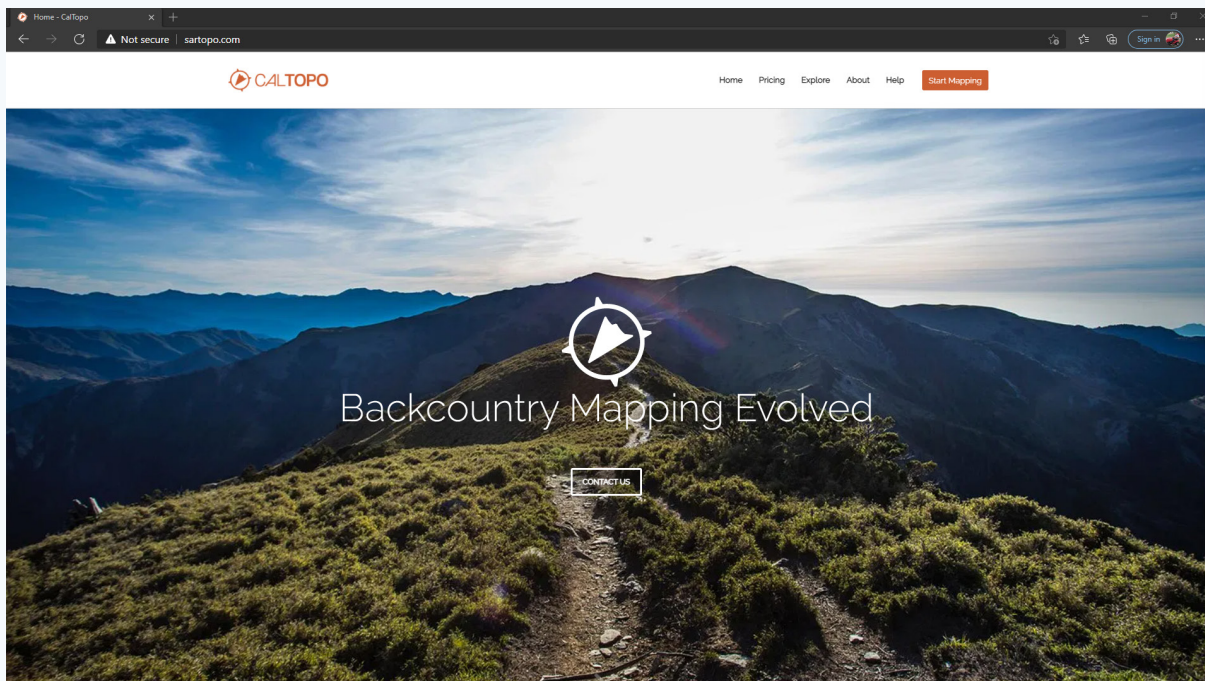 Home - CalTopo
Not secure sartopo.com
Sign in
CALTOPO
Home Pricing Explore About Help Start Mapping
Backcountry Mapping Evolved
CONTACT US